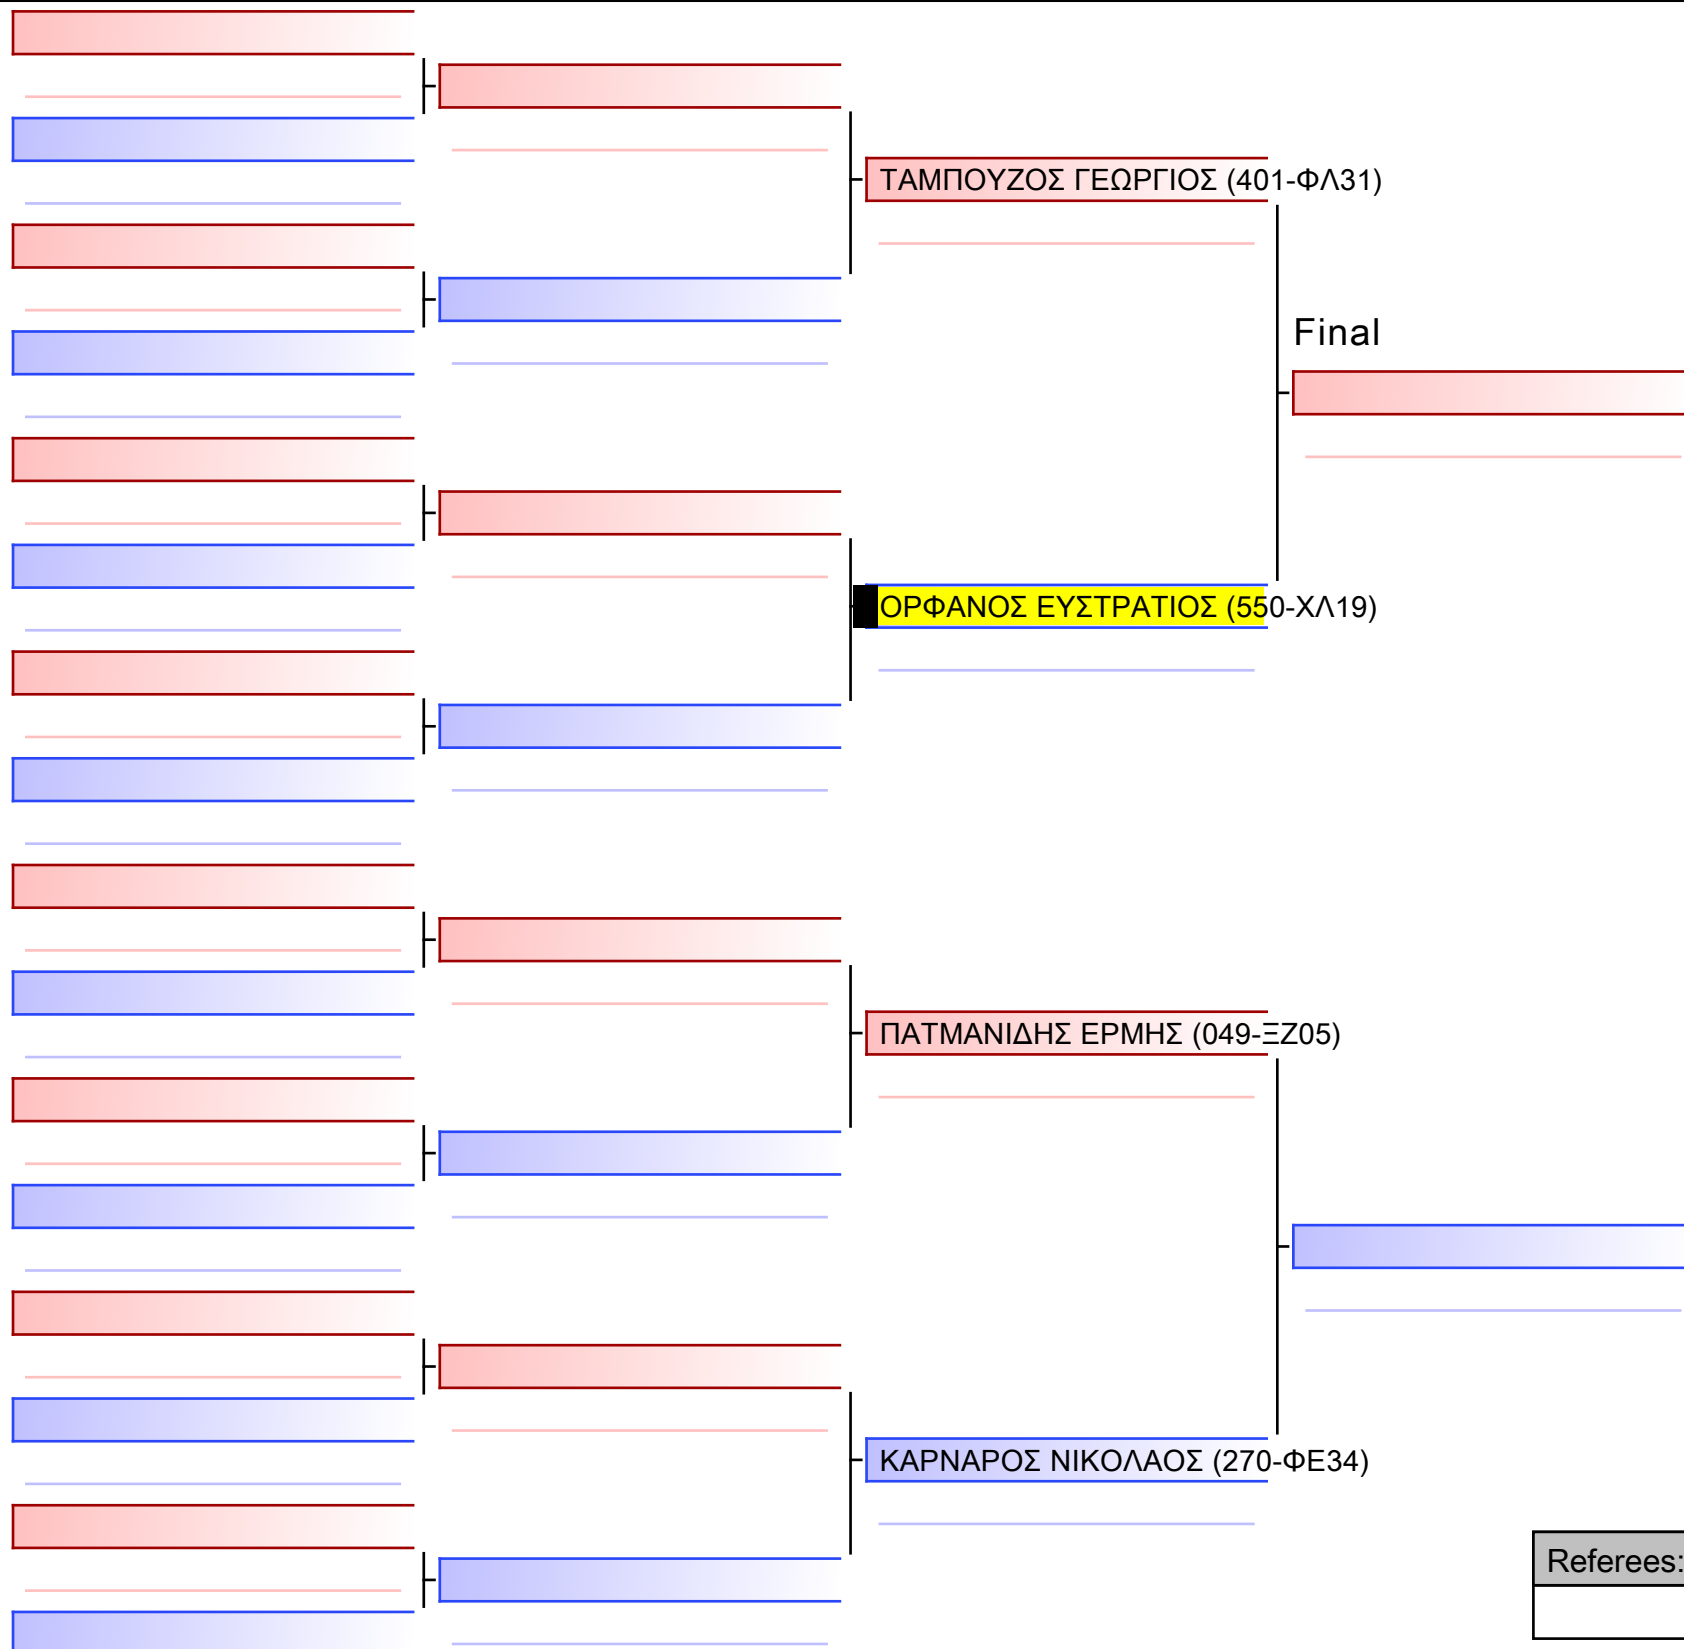 ΤΑΜΠΟΥΖΟΣ ΓΕΩΡΓΙΟΣ (401-ΦΛ31)
Final
ΟΡΦΑΝΟΣ ΕΥΣΤΡΑΤΙΟΣ (550-ΧΛ19)
ΠΑΤΜΑΝΙΔΗΣ ΕΡΜΗΣ (049-ΞΖ05)
ΚΑΡΝΑΡΟΣ ΝΙΚΟΛΑΟΣ (270-ΦΕ34)
Referees: